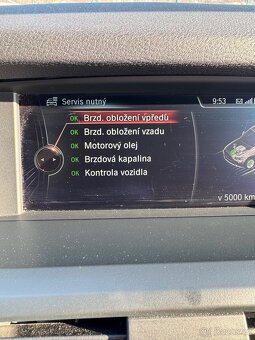 Servis nutný
9:53
OK Brzd. obložení vpředu
OK Brzd. obložení vzadu
OK Motorový olej
OK Brzdová kapalina
OK Kontrola vozidla
v 5000 km